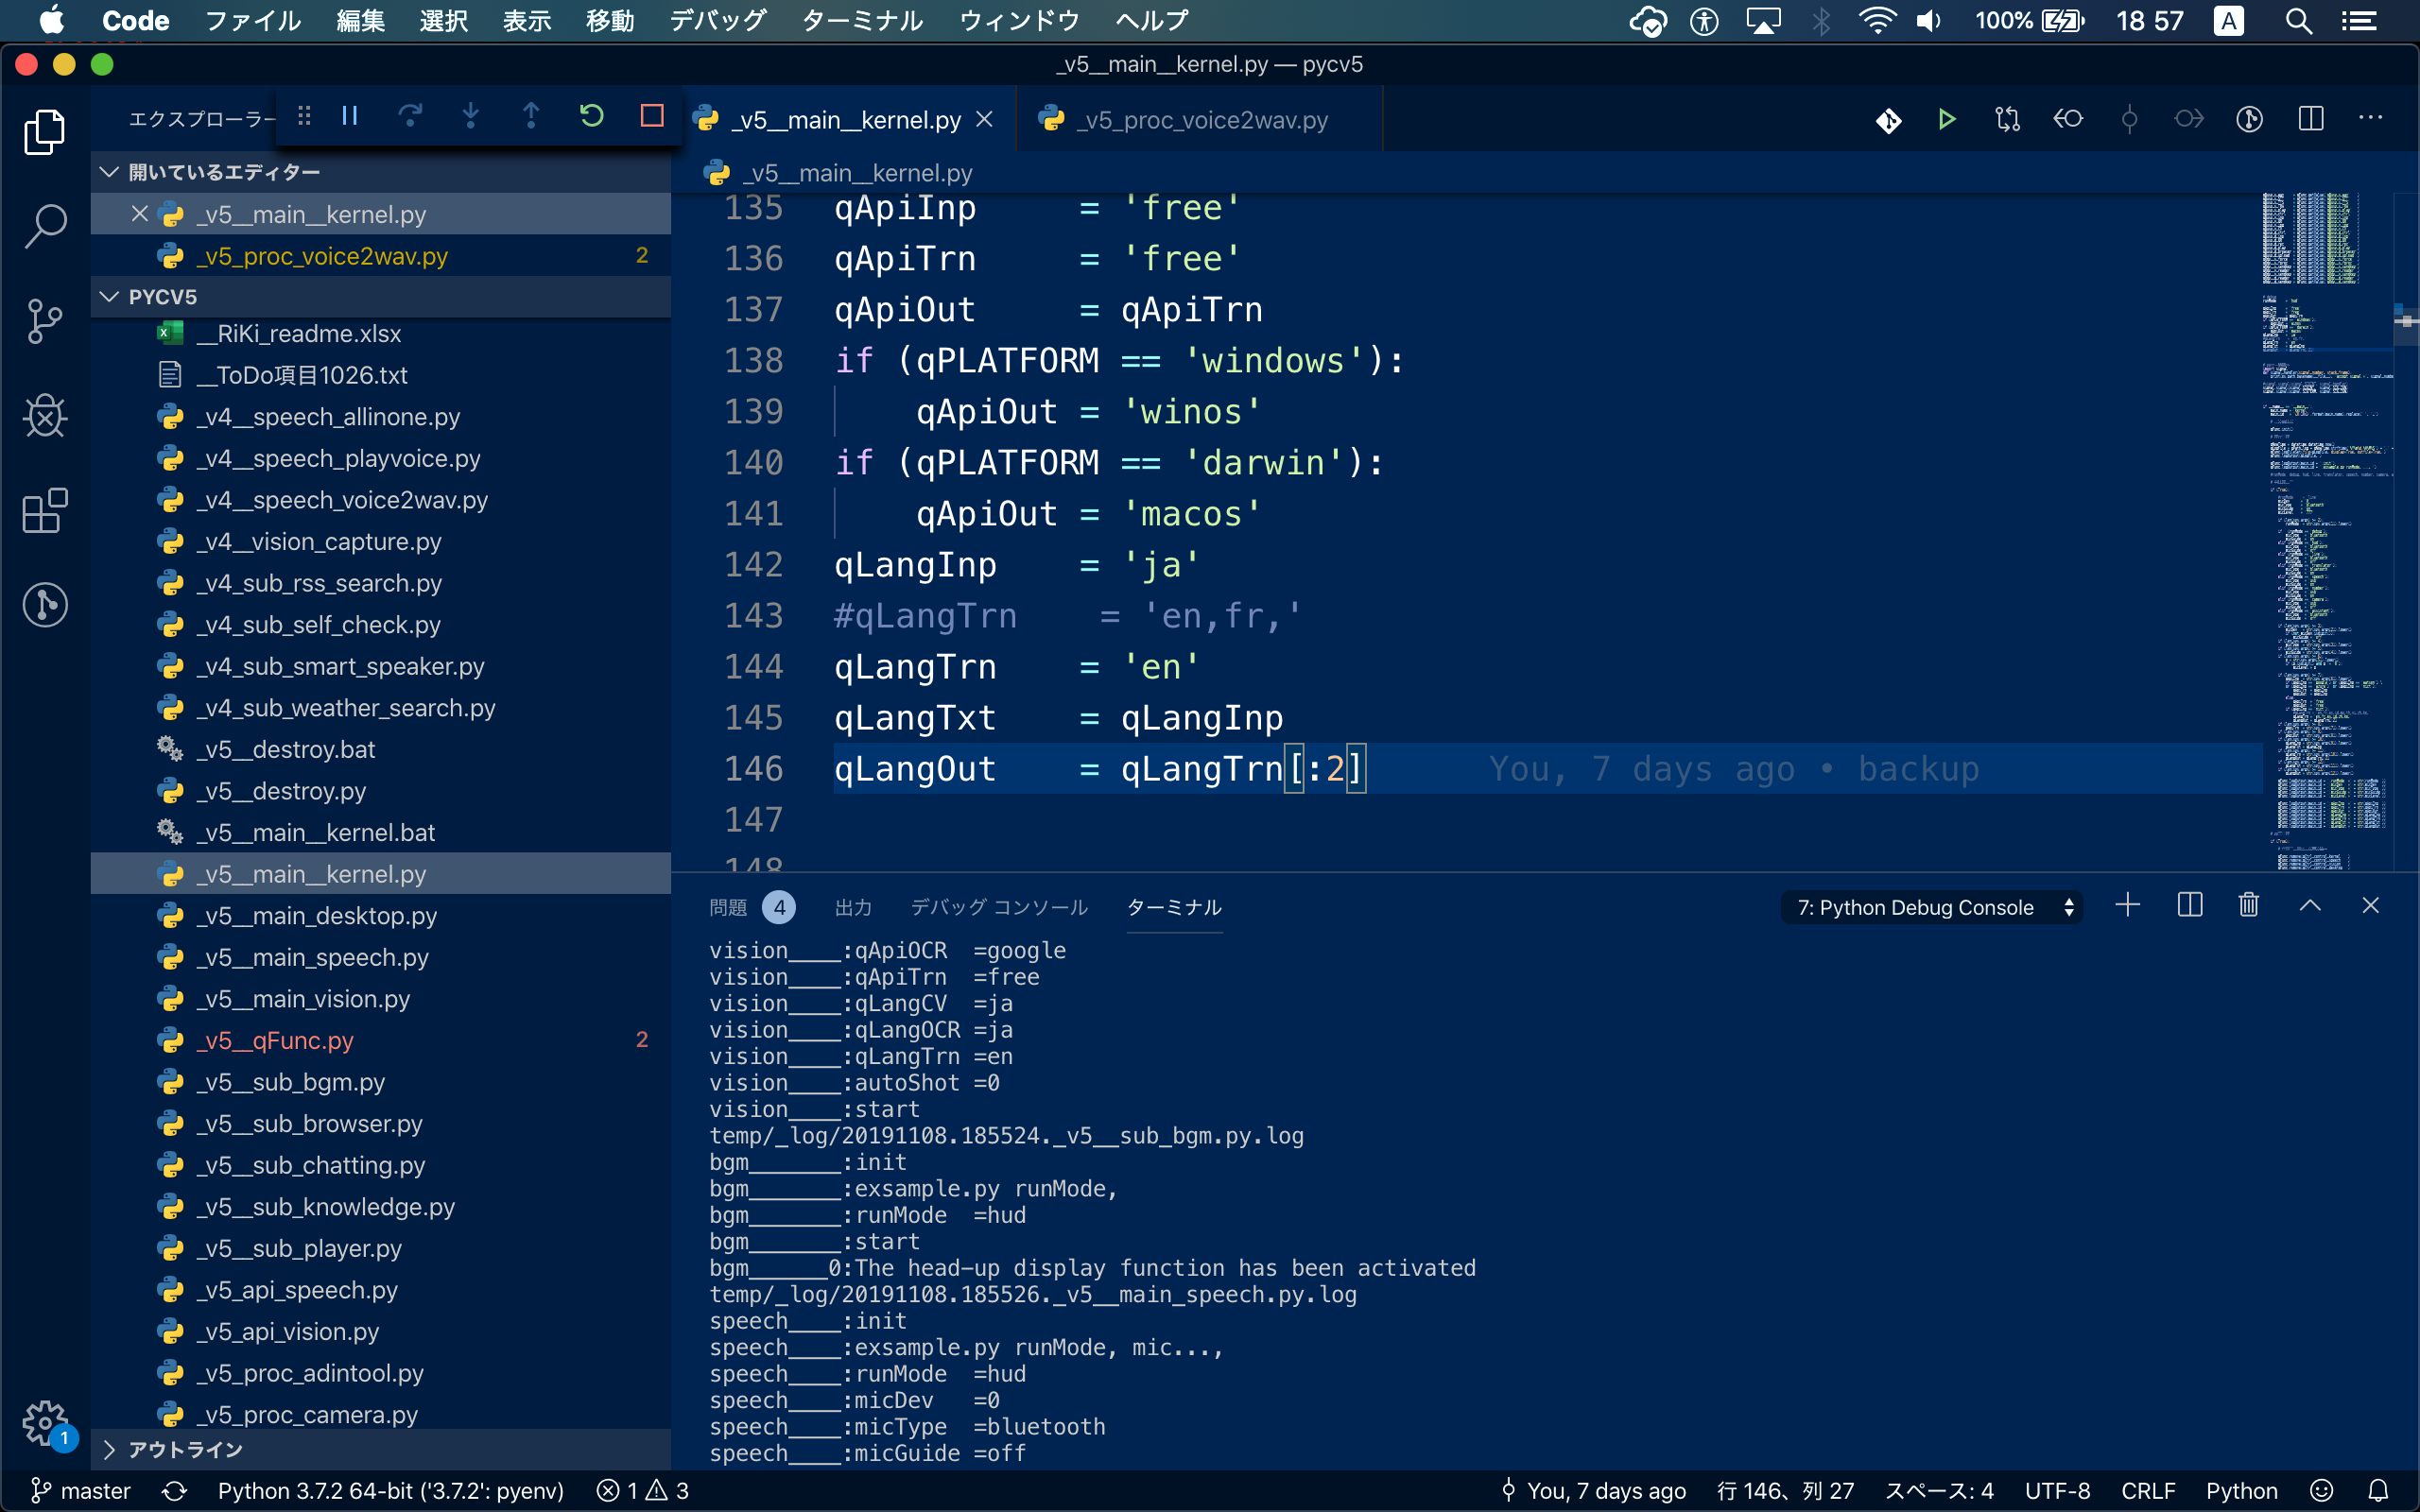 Code ファイル 編集 選択 表示 移動 デバッグ ターミナル ウィンドウ ヘルプ 100% 18 57 A
_v5__main__kernel.py — pycv5
エクスプローラー
_v5__main__kernel.py
_v5_proc_voice2wav.py
開いているエディター
_v5__main__kernel.py
_v5_proc_voice2wav.py 2
PYCV5
__RiKi_readme.xlsx
__ToDo項目1026.txt
_v4__speech_allinone.py
_v4__speech_playvoice.py
_v4__speech_voice2wav.py
_v4__vision_capture.py
_v4_sub_rss_search.py
_v4_sub_self_check.py
_v4_sub_smart_speaker.py
_v4_sub_weather_search.py
_v5__destroy.bat
_v5__destroy.py
_v5__main__kernel.bat
_v5__main__kernel.py
_v5__main_desktop.py
_v5__main_speech.py
_v5__main_vision.py
_v5__qFunc.py 2
_v5__sub_bgm.py
_v5__sub_browser.py
_v5__sub_chatting.py
_v5__sub_knowledge.py
_v5__sub_player.py
_v5_api_speech.py
_v5_api_vision.py
_v5_proc_adintool.py
_v5_proc_camera.py
アウトライン
1
_v5__main__kernel.py
135 qApiInp     = 'free'
136 qApiTrn     = 'free'
137 qApiOut     = qApiTrn
138 if (qPLATFORM == 'windows'):
139     qApiOut = 'winos'
140 if (qPLATFORM == 'darwin'):
141     qApiOut = 'macos'
142 qLangInp    = 'ja'
143 #qLangTrn    = 'en,fr,'
144 qLangTrn    = 'en'
145 qLangTxt    = qLangInp
146 qLangOut    = qLangTrn[:2] You, 7 days ago • backup
147
148
問題 4 出力 デバッグ コンソール ターミナル 7: Python Debug Console
vision____:qApiOCR  =google
vision____:qApiTrn  =free
vision____:qLangCV  =ja
vision____:qLangOCR =ja
vision____:qLangTrn =en
vision____:autoShot =0
vision____:start
temp/_log/20191108.185524._v5__sub_bgm.py.log
bgm_______:init
bgm_______:exsample.py runMode,
bgm_______:runMode  =hud
bgm_______:start
bgm______0:The head-up display function has been activated
temp/_log/20191108.185526._v5__main_speech.py.log
speech____:init
speech____:exsample.py runMode, mic...,
speech____:runMode  =hud
speech____:micDev   =0
speech____:micType  =bluetooth
speech____:micGuide =off
master Python 3.7.2 64-bit ('3.7.2': pyenv) 1 3 You, 7 days ago 行 146、列 27 スペース: 4 UTF-8 CRLF Python